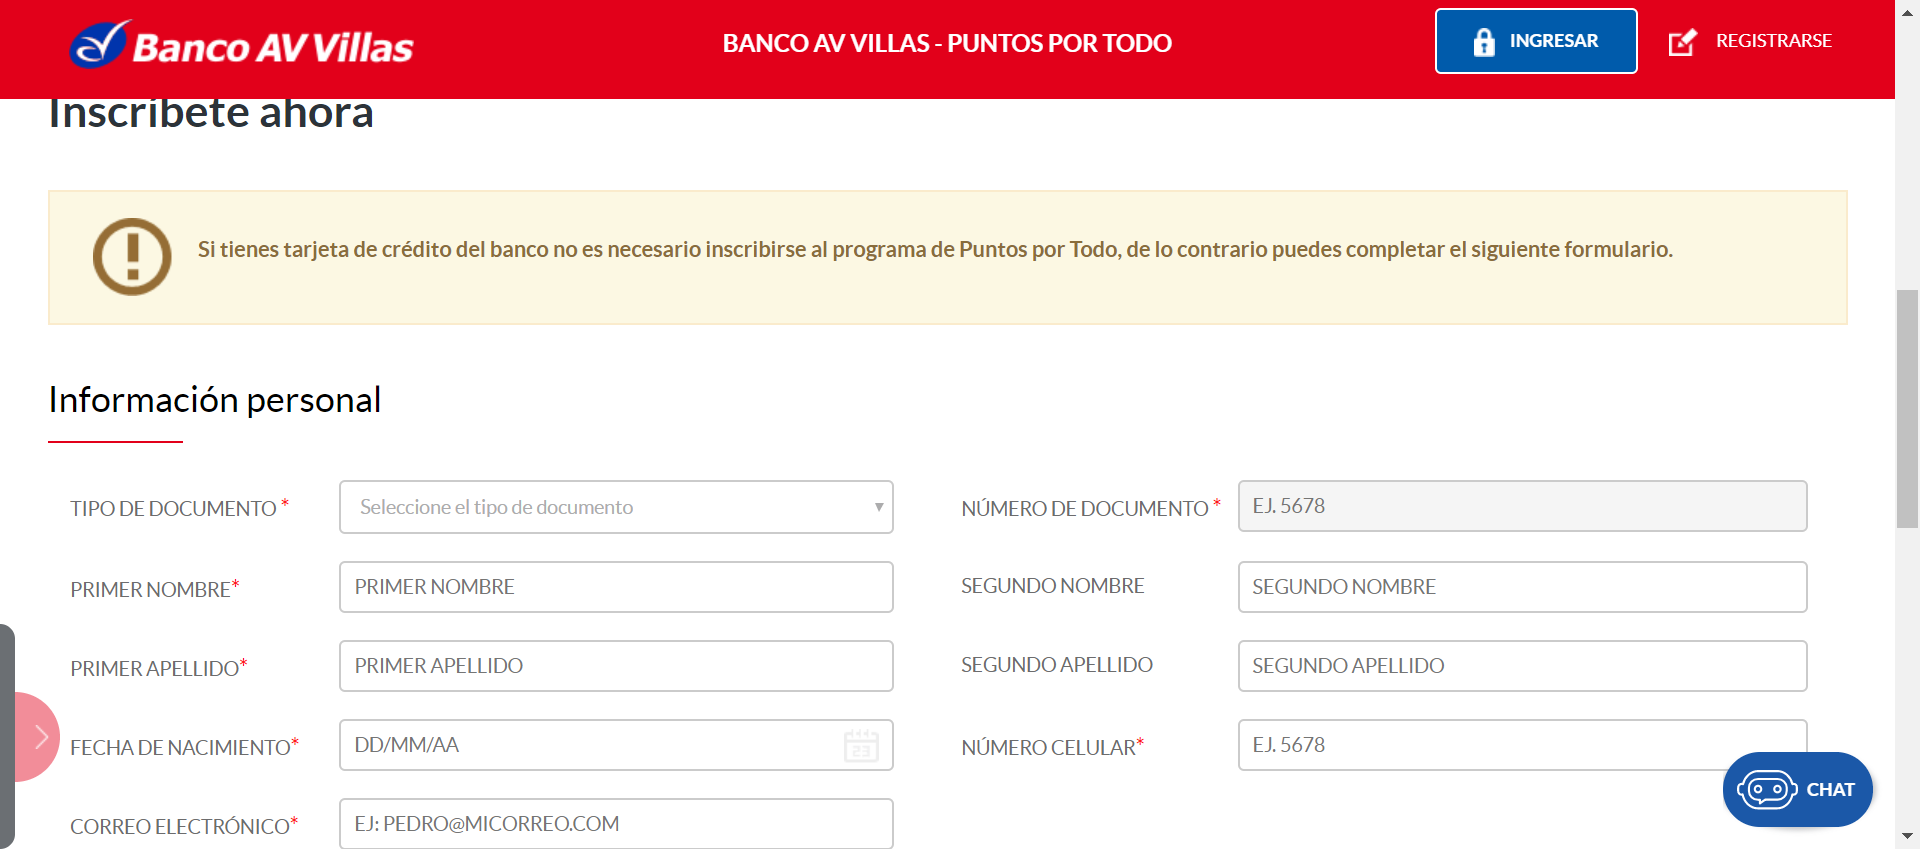 Banco AV Villas
BANCO AV VILLAS - PUNTOS POR TODO
INGRESAR
REGISTRARSE
Inscríbete ahora
Si tienes tarjeta de crédito del banco no es necesario inscribirse al programa de Puntos por Todo, de lo contrario puedes completar el siguiente formulario.
Información personal
TIPO DE DOCUMENTO *
Seleccione el tipo de documento
NÚMERO DE DOCUMENTO *
EJ. 5678
PRIMER NOMBRE*
PRIMER NOMBRE
SEGUNDO NOMBRE
SEGUNDO NOMBRE
PRIMER APELLIDO*
PRIMER APELLIDO
SEGUNDO APELLIDO
SEGUNDO APELLIDO
FECHA DE NACIMIENTO*
DD/MM/AA
23
NÚMERO CELULAR*
EJ. 5678
CHAT
CORREO ELECTRÓNICO*
EJ: PEDRO@MICORREO.COM